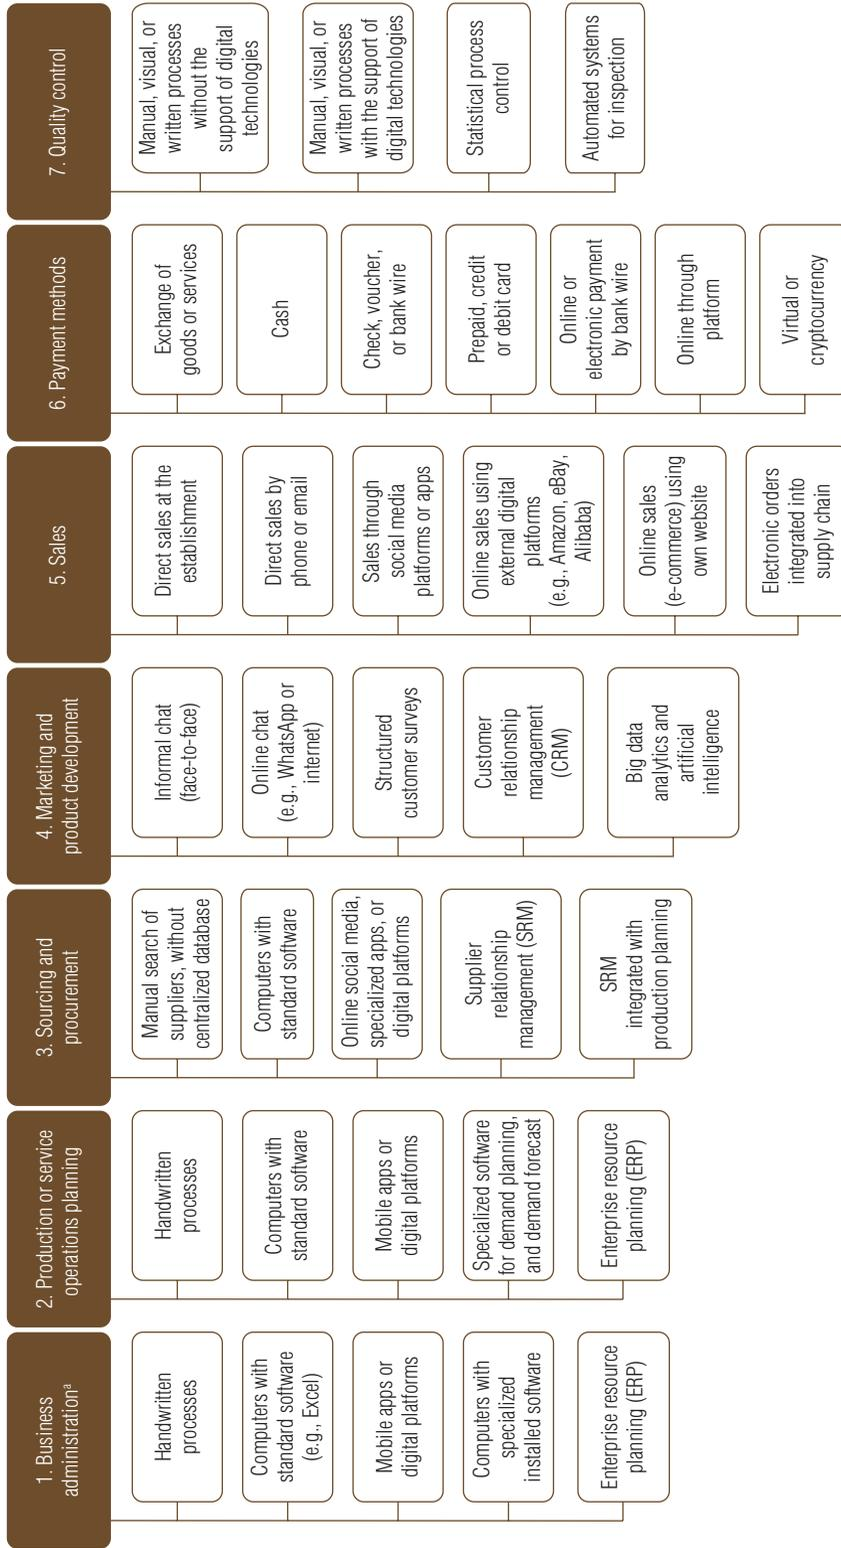 1. Business
administrationᵃ
Handwritten
processes
Computers with
standard software
(e.g., Excel)
Mobile apps or
digital platforms
Computers with
specialized
installed software
Enterprise resource
planning (ERP)
2. Production or service
operations planning
Handwritten
processes
Computers with
standard software
Mobile apps or
digital platforms
Specialized software
for demand planning,
and demand forecast
Enterprise resource
planning (ERP)
3. Sourcing and
procurement
Manual search of
suppliers, without
centralized database
Computers with
standard software
Online social media,
specialized apps, or
digital platforms
Supplier
relationship
management (SRM)
SRM
integrated with
production planning
4. Marketing and
product development
Informal chat
(face-to-face)
Online chat
(e.g., WhatsApp or
internet)
Structured
customer surveys
Customer
relationship
management
(CRM)
Big data
analytics and
artificial
intelligence
5. Sales
Direct sales at the
establishment
Direct sales by
phone or email
Sales through
social media
platforms or apps
Online sales using
external digital
platforms
(e.g., Amazon, eBay,
Alibaba)
Online sales
(e-commerce) using
own website
Electronic orders
integrated into
supply chain
6. Payment methods
Exchange of
goods or services
Cash
Check, voucher,
or bank wire
Prepaid, credit
or debit card
Online or
electronic payment
by bank wire
Online through
platform
Virtual or
cryptocurrency
7. Quality control
Manual, visual, or
written processes
without the
support of digital
technologies
Manual, visual, or
written processes
with the support of
digital technologies
Statistical process
control
Automated systems
for inspection